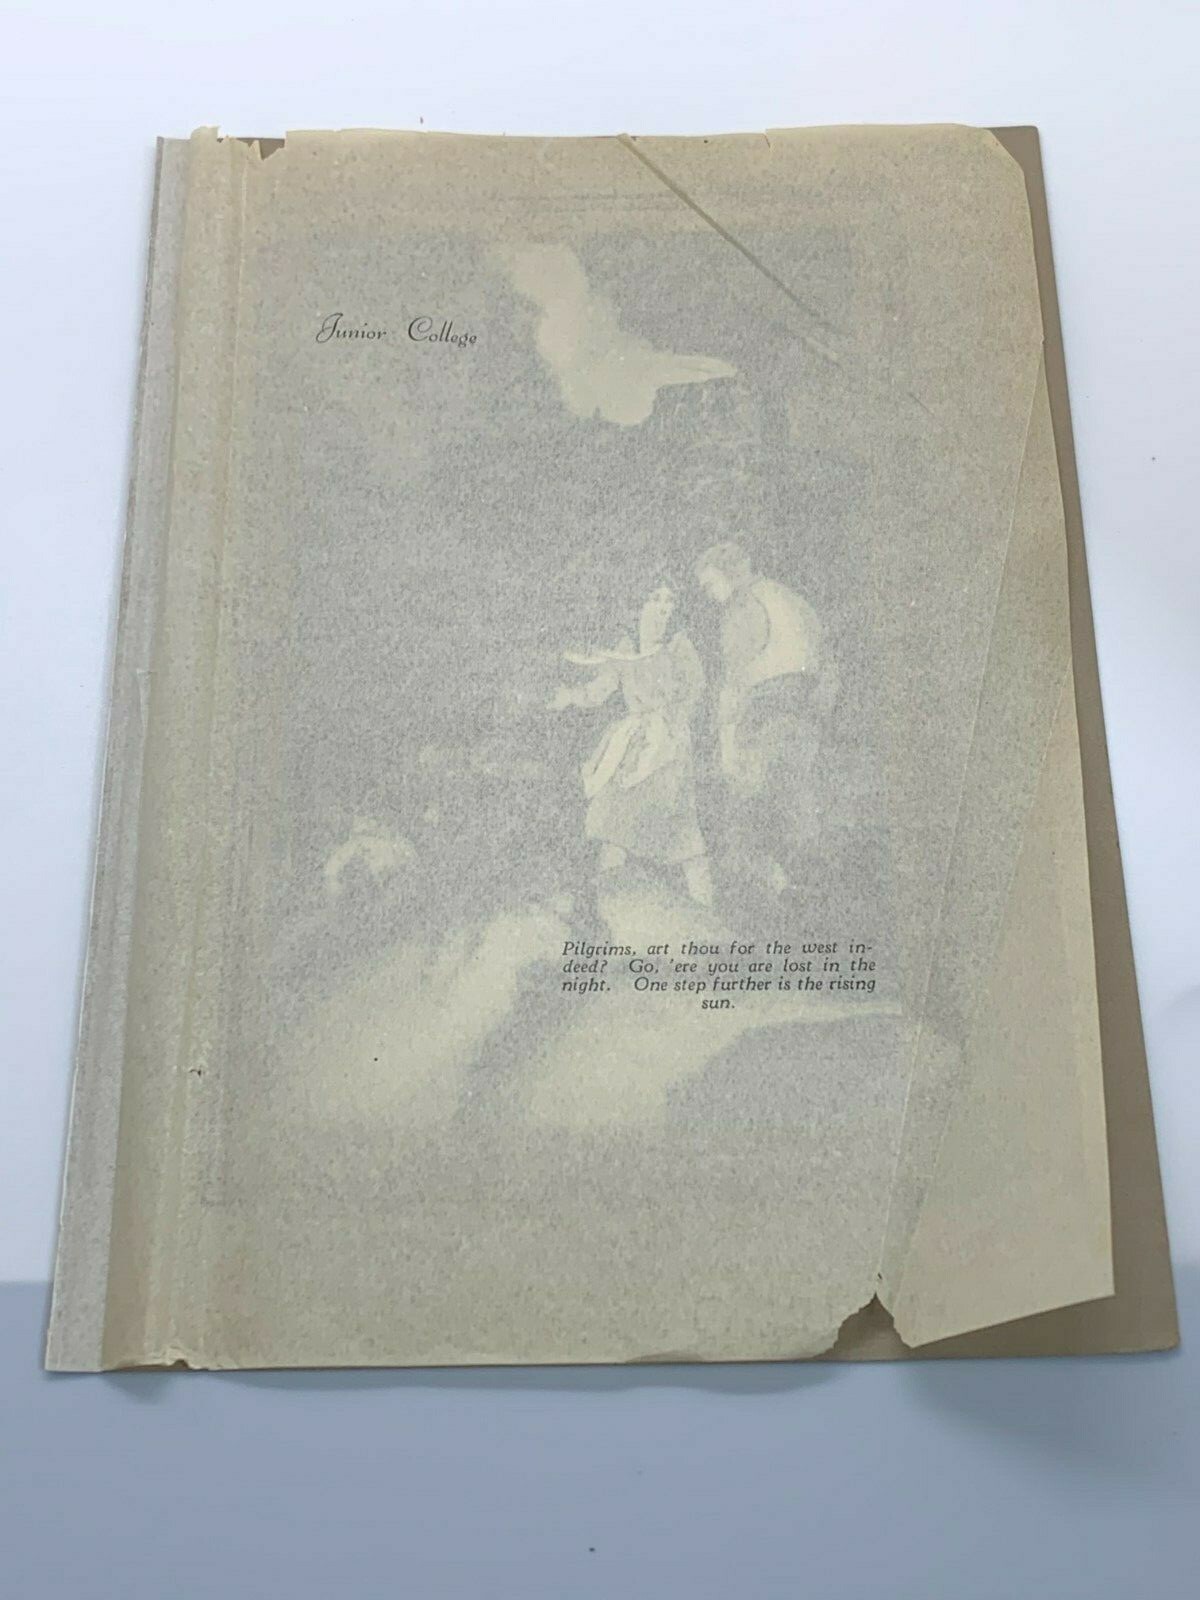 Junior College
Pilgrims, art thou for the west in-
deed? Go, 'ere you are lost in the
night. One step further is the rising
sun.